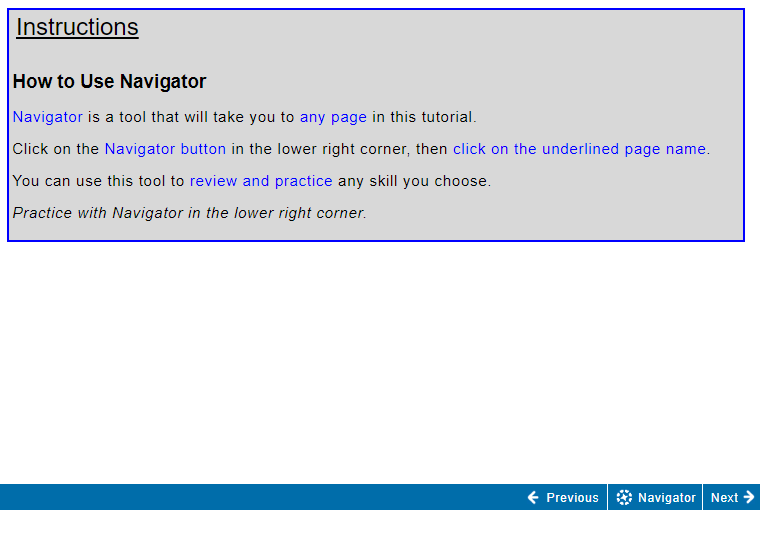 Instructions
How to Use Navigator
Navigator is a tool that will take you to any page in this tutorial.
Click on the Navigator button in the lower right corner, then click on the underlined page name.
You can use this tool to review and practice any skill you choose.
Practice with Navigator in the lower right corner.
Previous Navigator Next